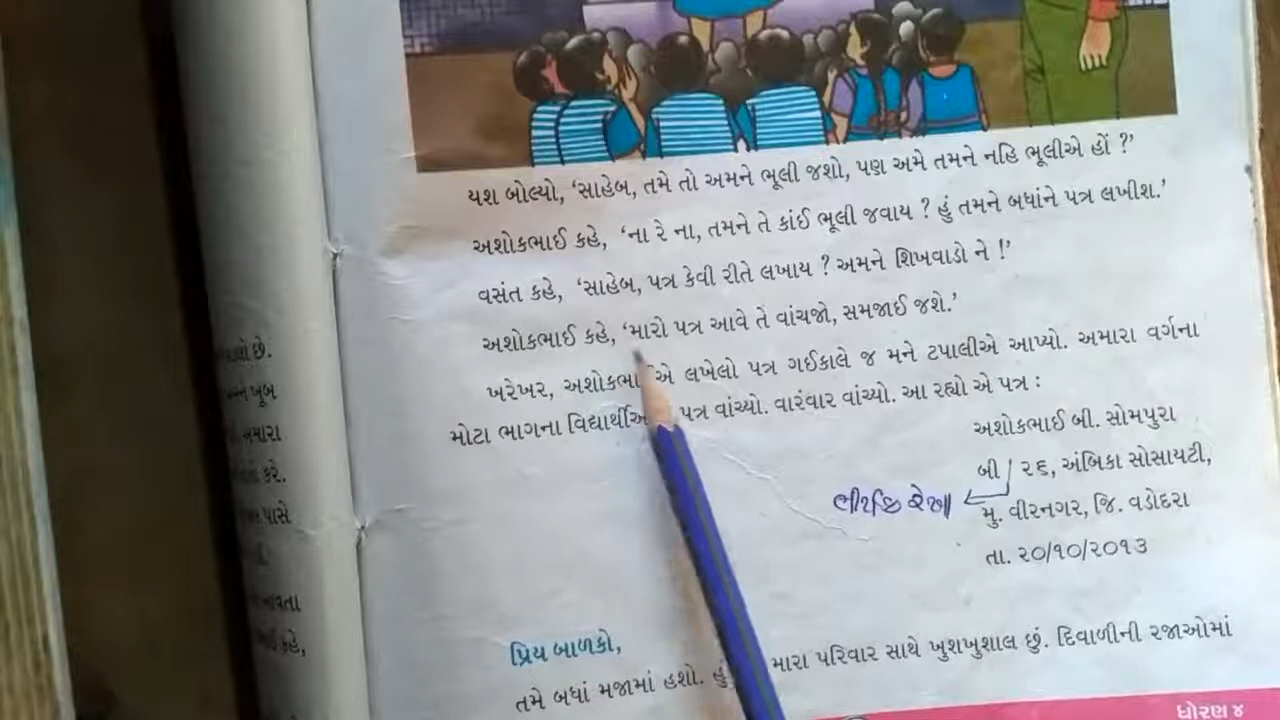 યશ બોલ્યો, ‘સાહેબ, તમે તો અમને ભૂલી જશો, પણ અમે તમને નહિ ભૂલીએ હોં ?’
અશોકભાઈ કહે, ‘ના રે ના, તમને તે કાંઈ ભૂલી જવાય ? હું તમને બધાંને પત્ર લખીશ.’
વસંત કહે, ‘સાહેબ, પત્ર કેવી રીતે લખાય ? અમને શિખવાડો ને !’
અશોકભાઈ કહે, ‘મારો પત્ર આવે તે વાંચજો, સમજાઈ જશે.’
ખરેખર, અશોકભા એ લખેલો પત્ર ગઈકાલે જ મને ટપાલીએ આપ્યો. અમારા વર્ગના
મોટા ભાગના પત્ર વાંચ્યો. વારંવાર વાંચ્યો. આ રહ્યો એ પત્ર :
અશોકભાઈ બી. સોમપુરા
બી / ૨૬, અંબિકા સોસાયટી,
મુ. વીરનગર, જિ. વડોદરા
તા. ૨૦/૧૦/૨૦૧૩
પ્રિય બાળકો,
તમે બધાં મજામાં હશો. હું મારા પરિવાર સાથે ખુશખુશાલ છું. દિવાળીની રજાઓમાં
ધોરણ ૪
છે.
ખૂબ
અમારા
કરે.
પાસે
કહે,